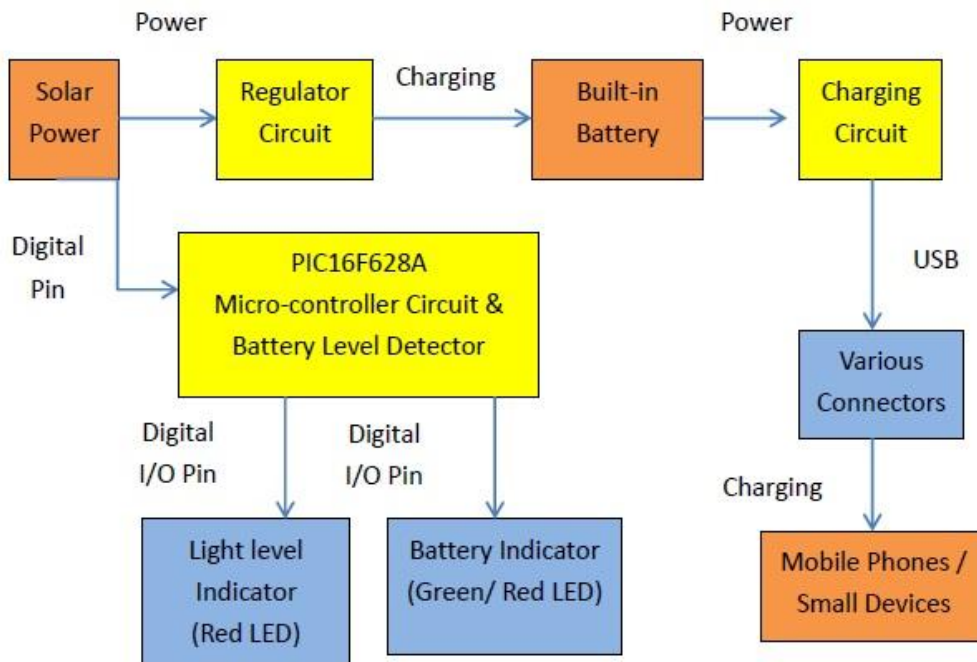 Power
Power
Solar
Power
Regulator
Circuit
Charging
Built-in
Battery
Charging
Circuit
Digital
Pin
PIC16F628A
Micro-controller Circuit &
Battery Level Detector
USB
Various
Connectors
Digital
I/O Pin
Digital
I/O Pin
Charging
Light level
Indicator
(Red LED)
Battery Indicator
(Green/ Red LED)
Mobile Phones /
Small Devices